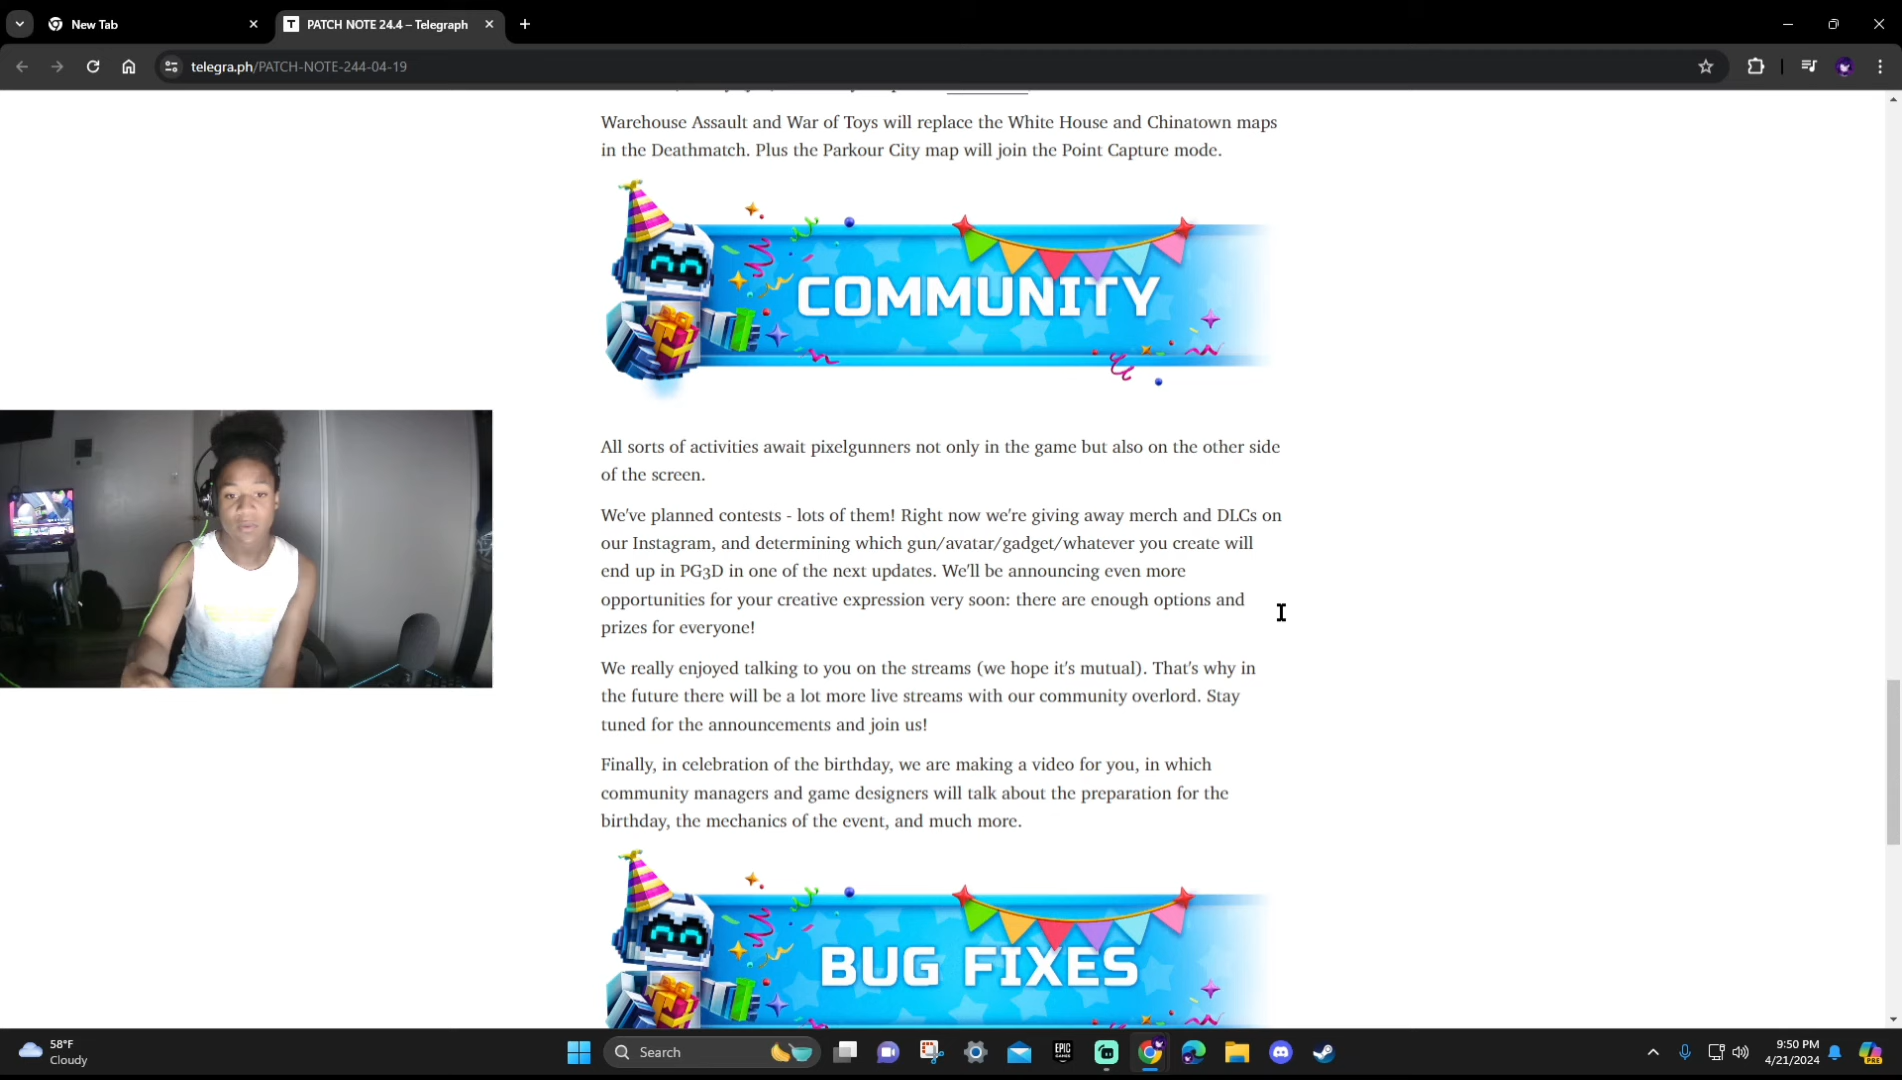 New Tab
PATCH NOTE 24.4 – Telegraph
telegra.ph/PATCH-NOTE-244-04-19
Warehouse Assault and War of Toys will replace the White House and Chinatown maps
in the Deathmatch. Plus the Parkour City map will join the Point Capture mode.
COMMUNITY
All sorts of activities await pixelgunners not only in the game but also on the other side
of the screen.
We've planned contests - lots of them! Right now we're giving away merch and DLCs on
our Instagram, and determining which gun/avatar/gadget/whatever you create will
end up in PG3D in one of the next updates. We'll be announcing even more
opportunities for your creative expression very soon: there are enough options and
prizes for everyone!
We really enjoyed talking to you on the streams (we hope it's mutual). That's why in
the future there will be a lot more live streams with our community overlord. Stay
tuned for the announcements and join us!
Finally, in celebration of the birthday, we are making a video for you, in which
community managers and game designers will talk about the preparation for the
birthday, the mechanics of the event, and much more.
BUG FIXES
58°F
Cloudy
Search
EPIC
GAMES
9:50 PM
4/21/2024
PRE